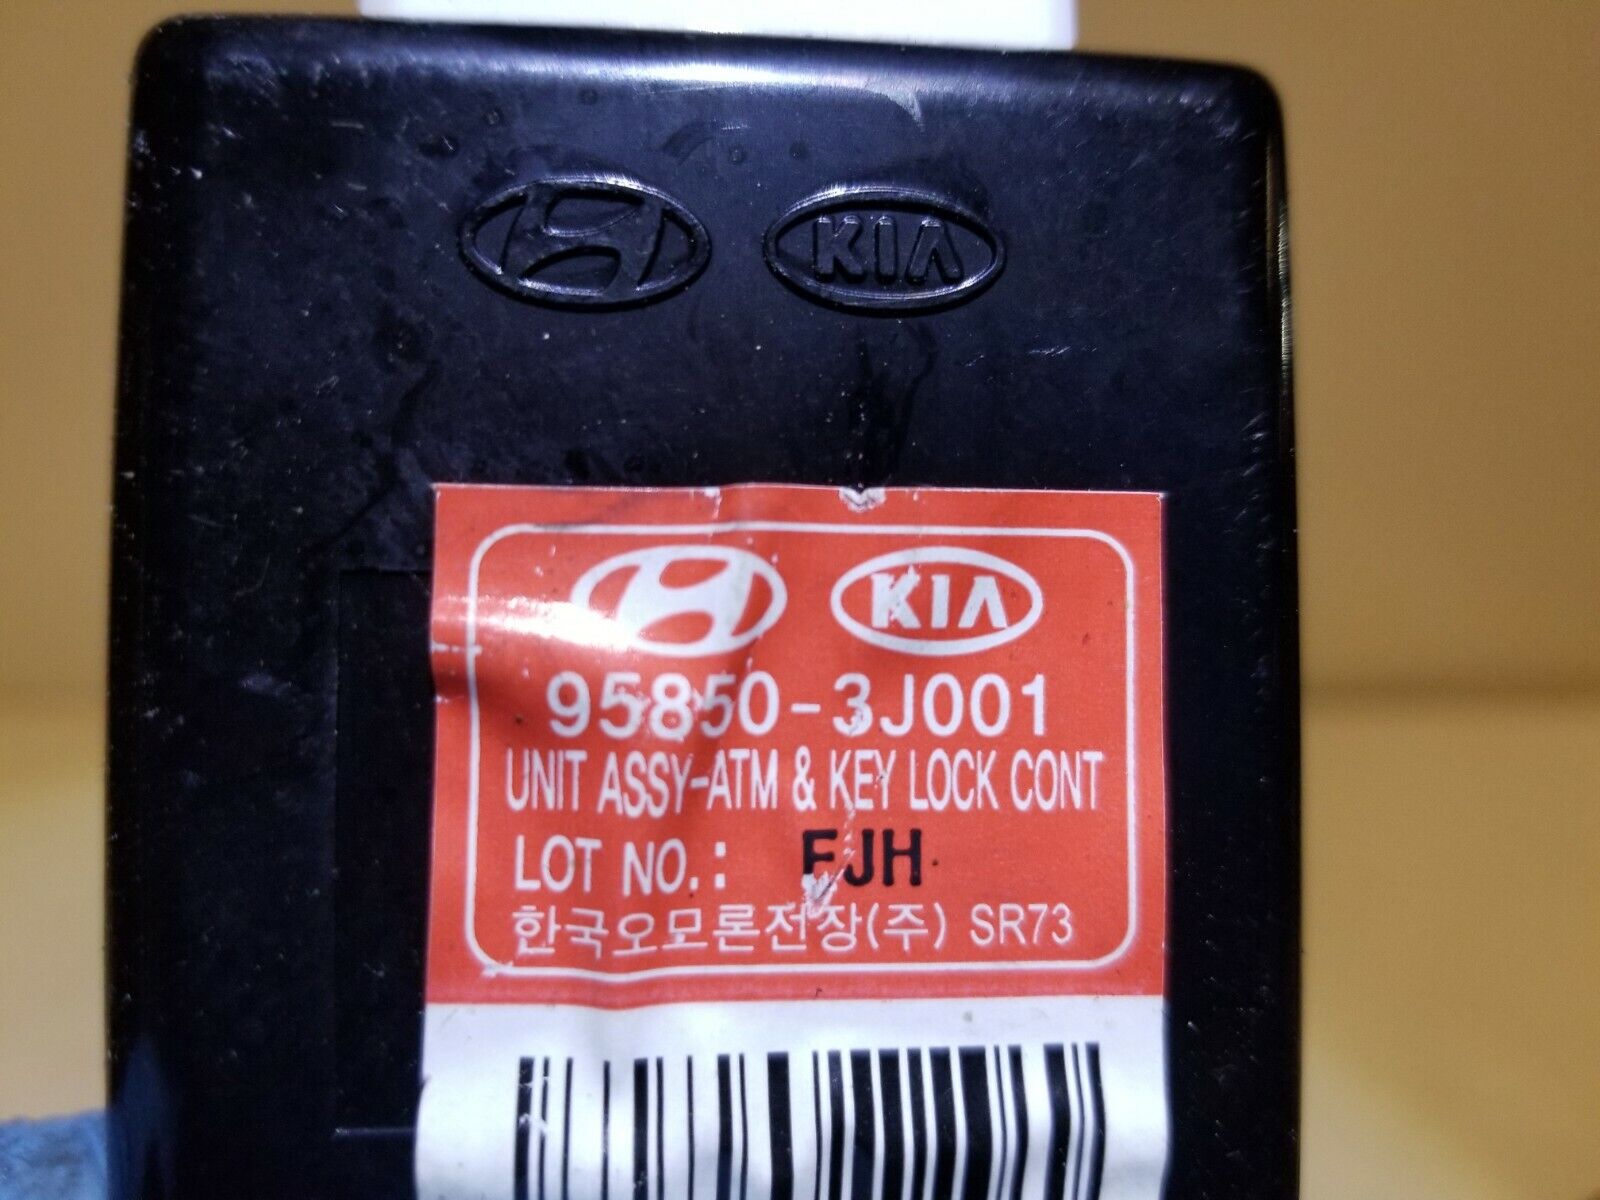 KIA
KIA
95850-3J001
UNIT ASSY-ATM & KEY LOCK CONT
LOT NO.: FJH
한국오모론전장(주) SR73